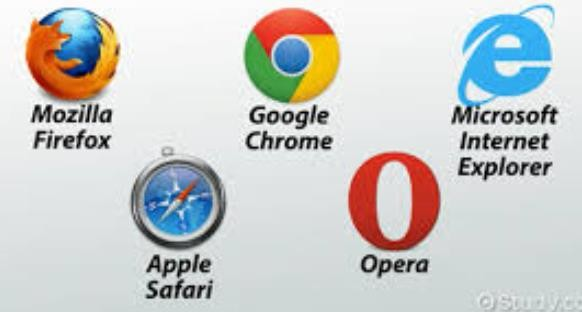 Mozilla
Firefox
Google
Chrome
Microsoft
Internet
Explorer
Apple
Safari
Opera
©Study.co